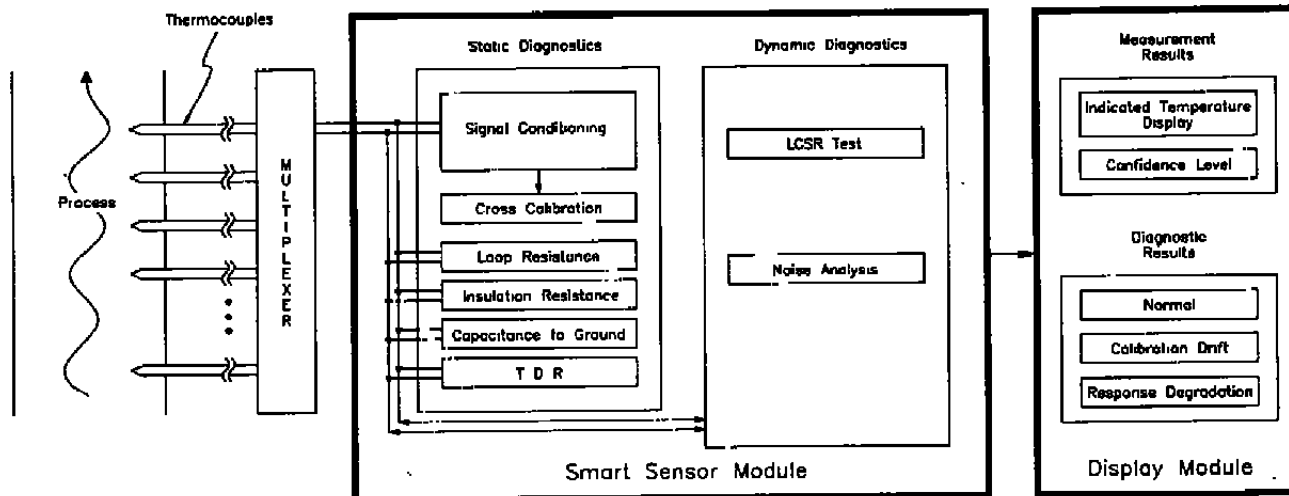 Thermocouples
Process
MULTIPLEXER
Static Diagnostics
Signal Conditioning
Cross Calibration
Loop Resistance
Insulation Resistance
Capacitance to Ground
T D R
Dynamic Diagnostics
LCSR Test
Noise Analysis
Smart Sensor Module
Measurement
Results
Indicated Temperature
Display
Confidence Level
Diagnostic
Results
Normal
Calibration Drift
Response Degradation
Display Module